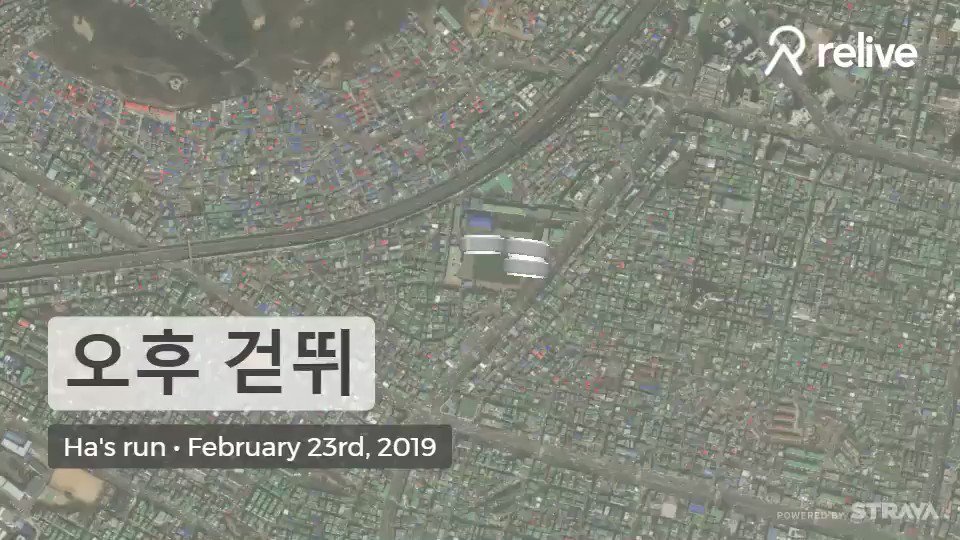 relive
오후 걷뛰
Ha's run • February 23rd, 2019
POWERED BY STRAVA